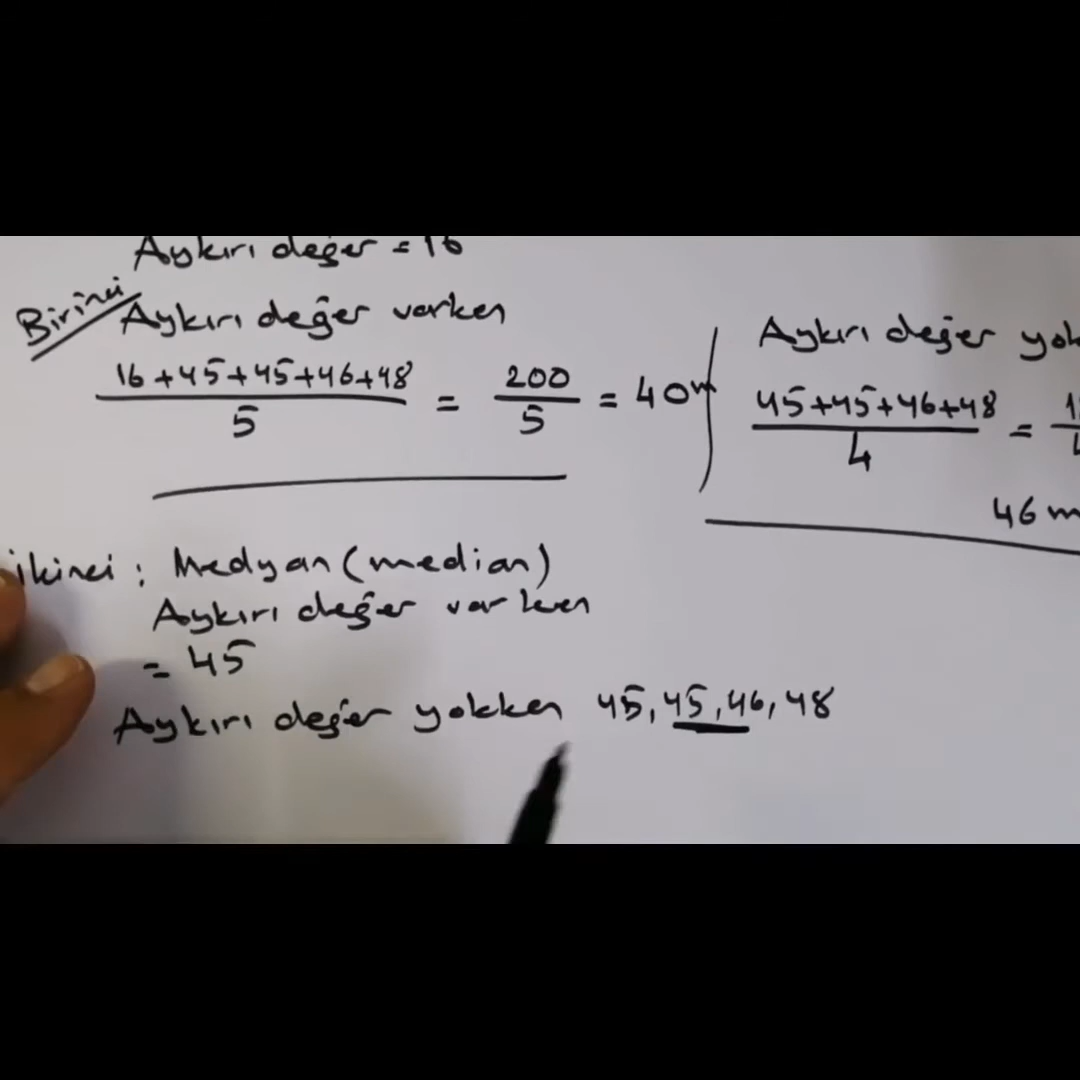 Aykırı değer = 16
Birinci
Aykırı değer varken
16+45+45+46+48
5
=
200
5
= 40m
Aykırı değer
45+45+46+48
4
=
46 m
ikinci : Medyan (median)
Aykırı değer varken
= 45
Aykırı değer yokken 45, 45, 46, 48